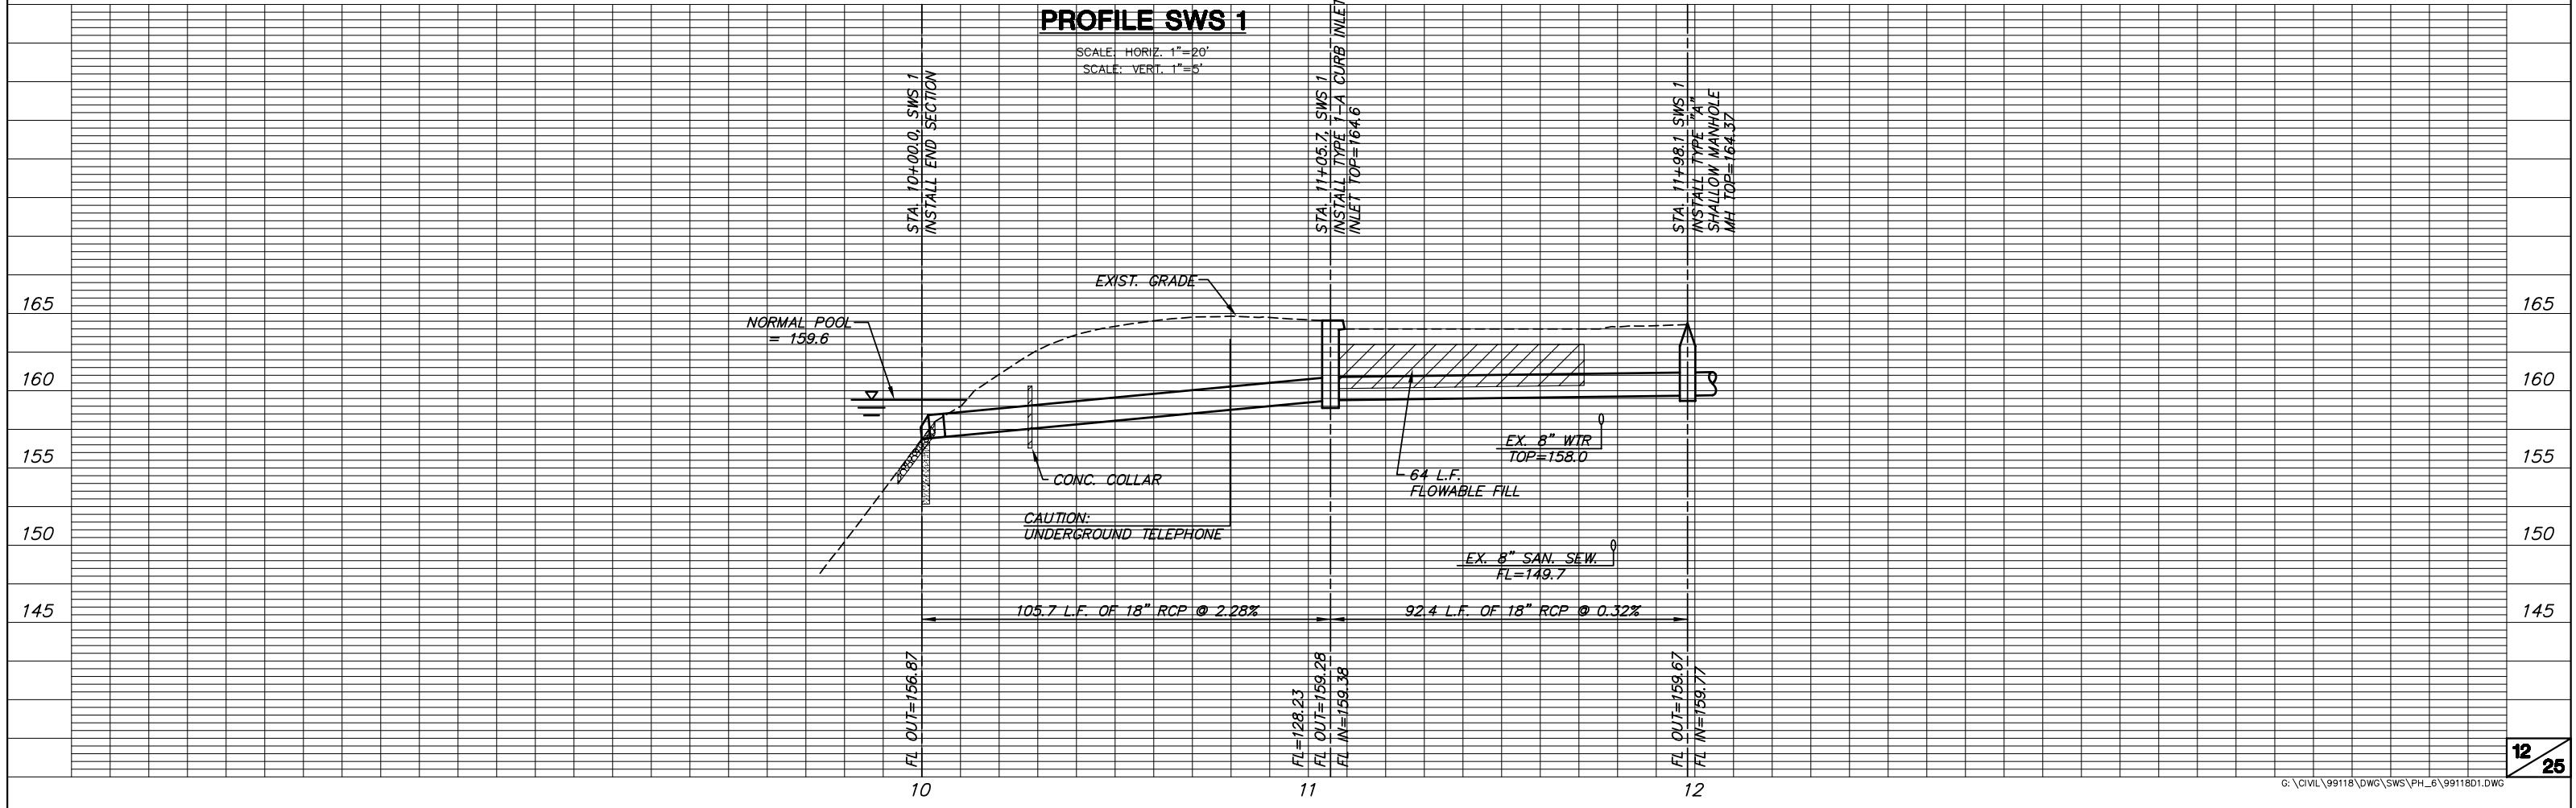 PROFILE SWS 1
SCALE: HORIZ. 1"=20'
SCALE: VERT. 1"=5'
STA. 10+00.0, SWS 1
INSTALL END SECTION
STA. 11+05.7, SWS 1
INSTALL TYPE 1-A CURB INLET
INLET TOP=164.6
STA. 11+98.1 SWS 1
INSTALL TYPE "A"
SHALLOW MANHOLE
MH TOP=164.37
EXIST. GRADE
NORMAL POOL
= 159.6
165
165
160
160
155
155
150
150
145
145
EX. 8" WTR
TOP=158.0
CONC. COLLAR
64 L.F.
FLOWABLE FILL
CAUTION:
UNDERGROUND TELEPHONE
EX. 8" SAN. SEW.
FL=149.7
105.7 L.F. OF 18" RCP @ 2.28%
92.4 L.F. OF 18" RCP @ 0.32%
FL OUT=156.87
FL=128.23
FL OUT=159.28
FL IN=159.38
FL OUT=159.67
FL IN=159.77
10
11
12
12
25
G:\CIVIL\99118\DWG\SWS\PH_6\99118D1.DWG